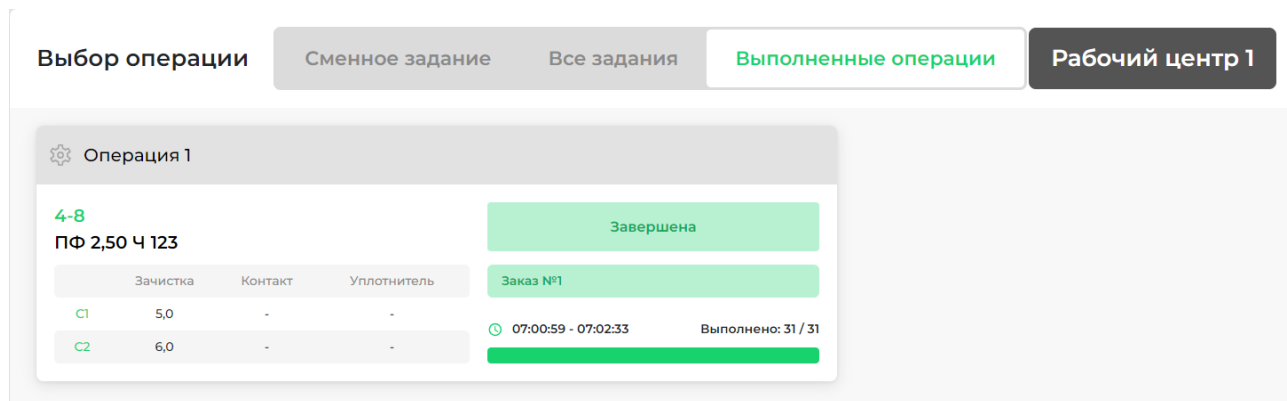 Выбор операции Сменное задание Все задания Выполненные операции Рабочий центр 1
Операция 1
4-8
ПФ 2,50 Ч 123
Завершена
Зачистка Контакт Уплотнитель
С1 5,0 - -
С2 6,0 - -
Заказ №1
07:00:59 - 07:02:33 Выполнено: 31 / 31